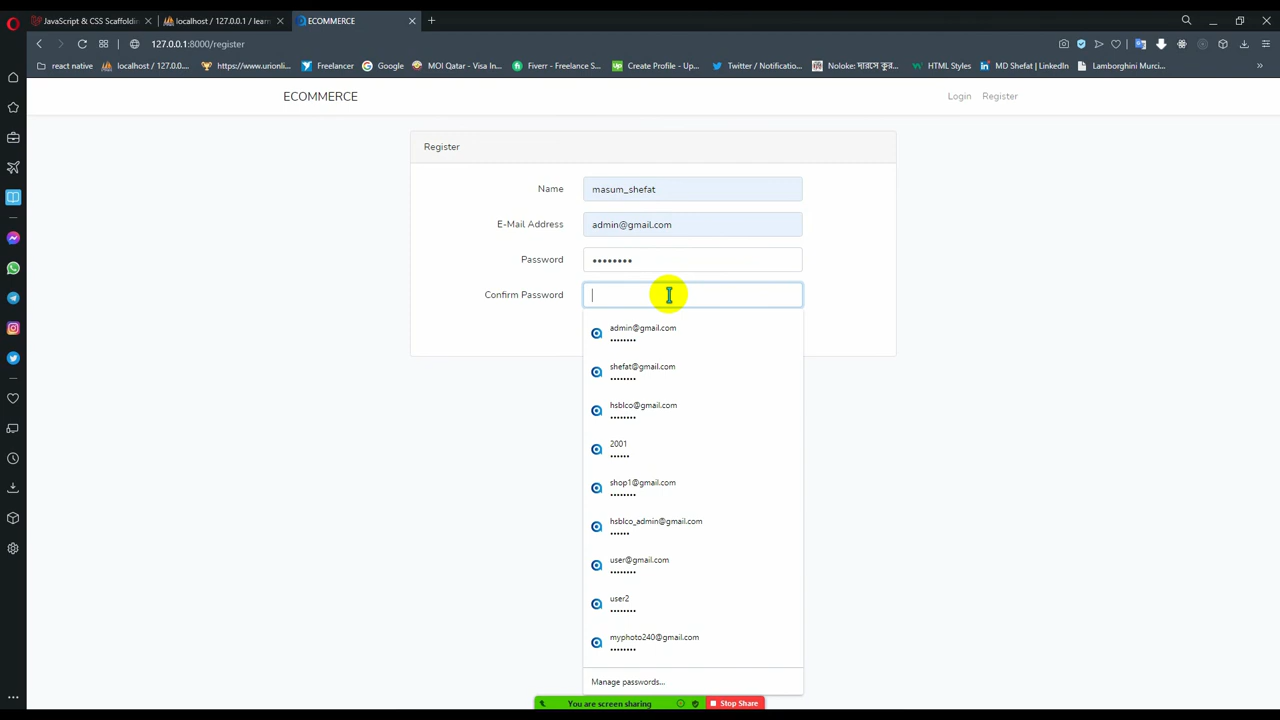 JavaScript & CSS Scaffoldin
localhost / 127.0.0.1 / learn
ECOMMERCE
127.0.0.1:8000/register
react native
localhost / 127.0.0....
https://www.urionli...
Freelancer
Google
MOI Qatar - Visa In...
Fiverr - Freelance S...
Create Profile - Up...
Twitter / Notificatio...
Noloke: দারসে কুর...
HTML Styles
MD Shefat | LinkedIn
Lamborghini Murci...
ECOMMERCE
Login
Register
Register
Name
masum_shefat
E-Mail Address
admin@gmail.com
Password
••••••••
Confirm Password
admin@gmail.com
••••••••
shefat@gmail.com
••••••••
hsblco@gmail.com
••••••••
2001
••••••
shop1@gmail.com
••••••••
hsblco_admin@gmail.com
••••••
user@gmail.com
••••••••
user2
••••••••
myphoto240@gmail.com
••••••••
Manage passwords...
You are screen sharing
Stop Share